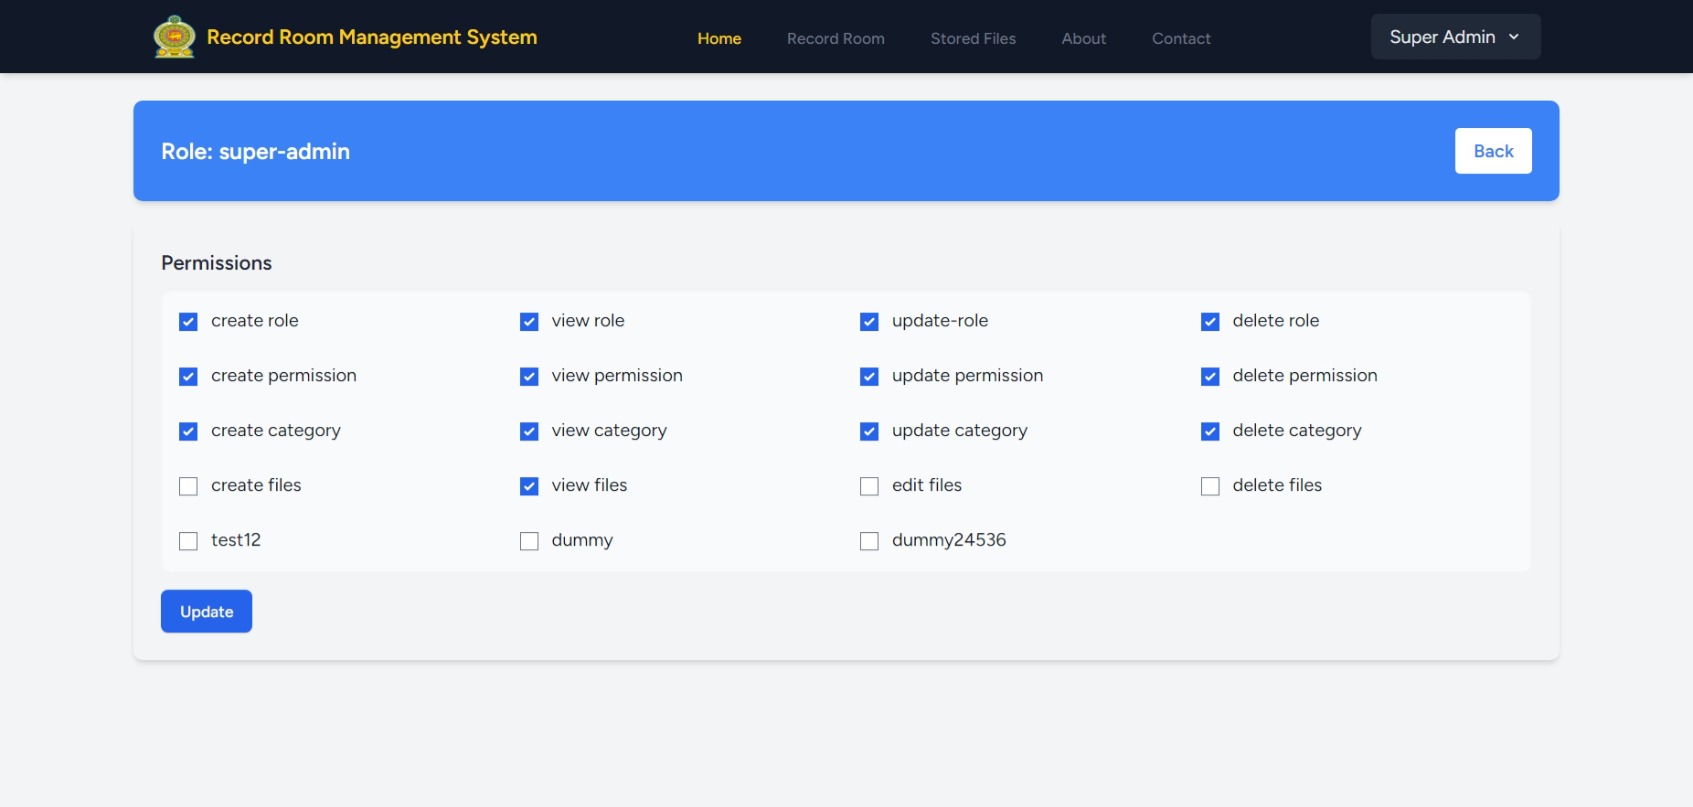 Record Room Management System Home Record Room Stored Files About Contact Super Admin
Role: super-admin Back
Permissions
create role view role update-role delete role
create permission view permission update permission delete permission
create category view category update category delete category
create files view files edit files delete files
test12 dummy dummy24536
Update